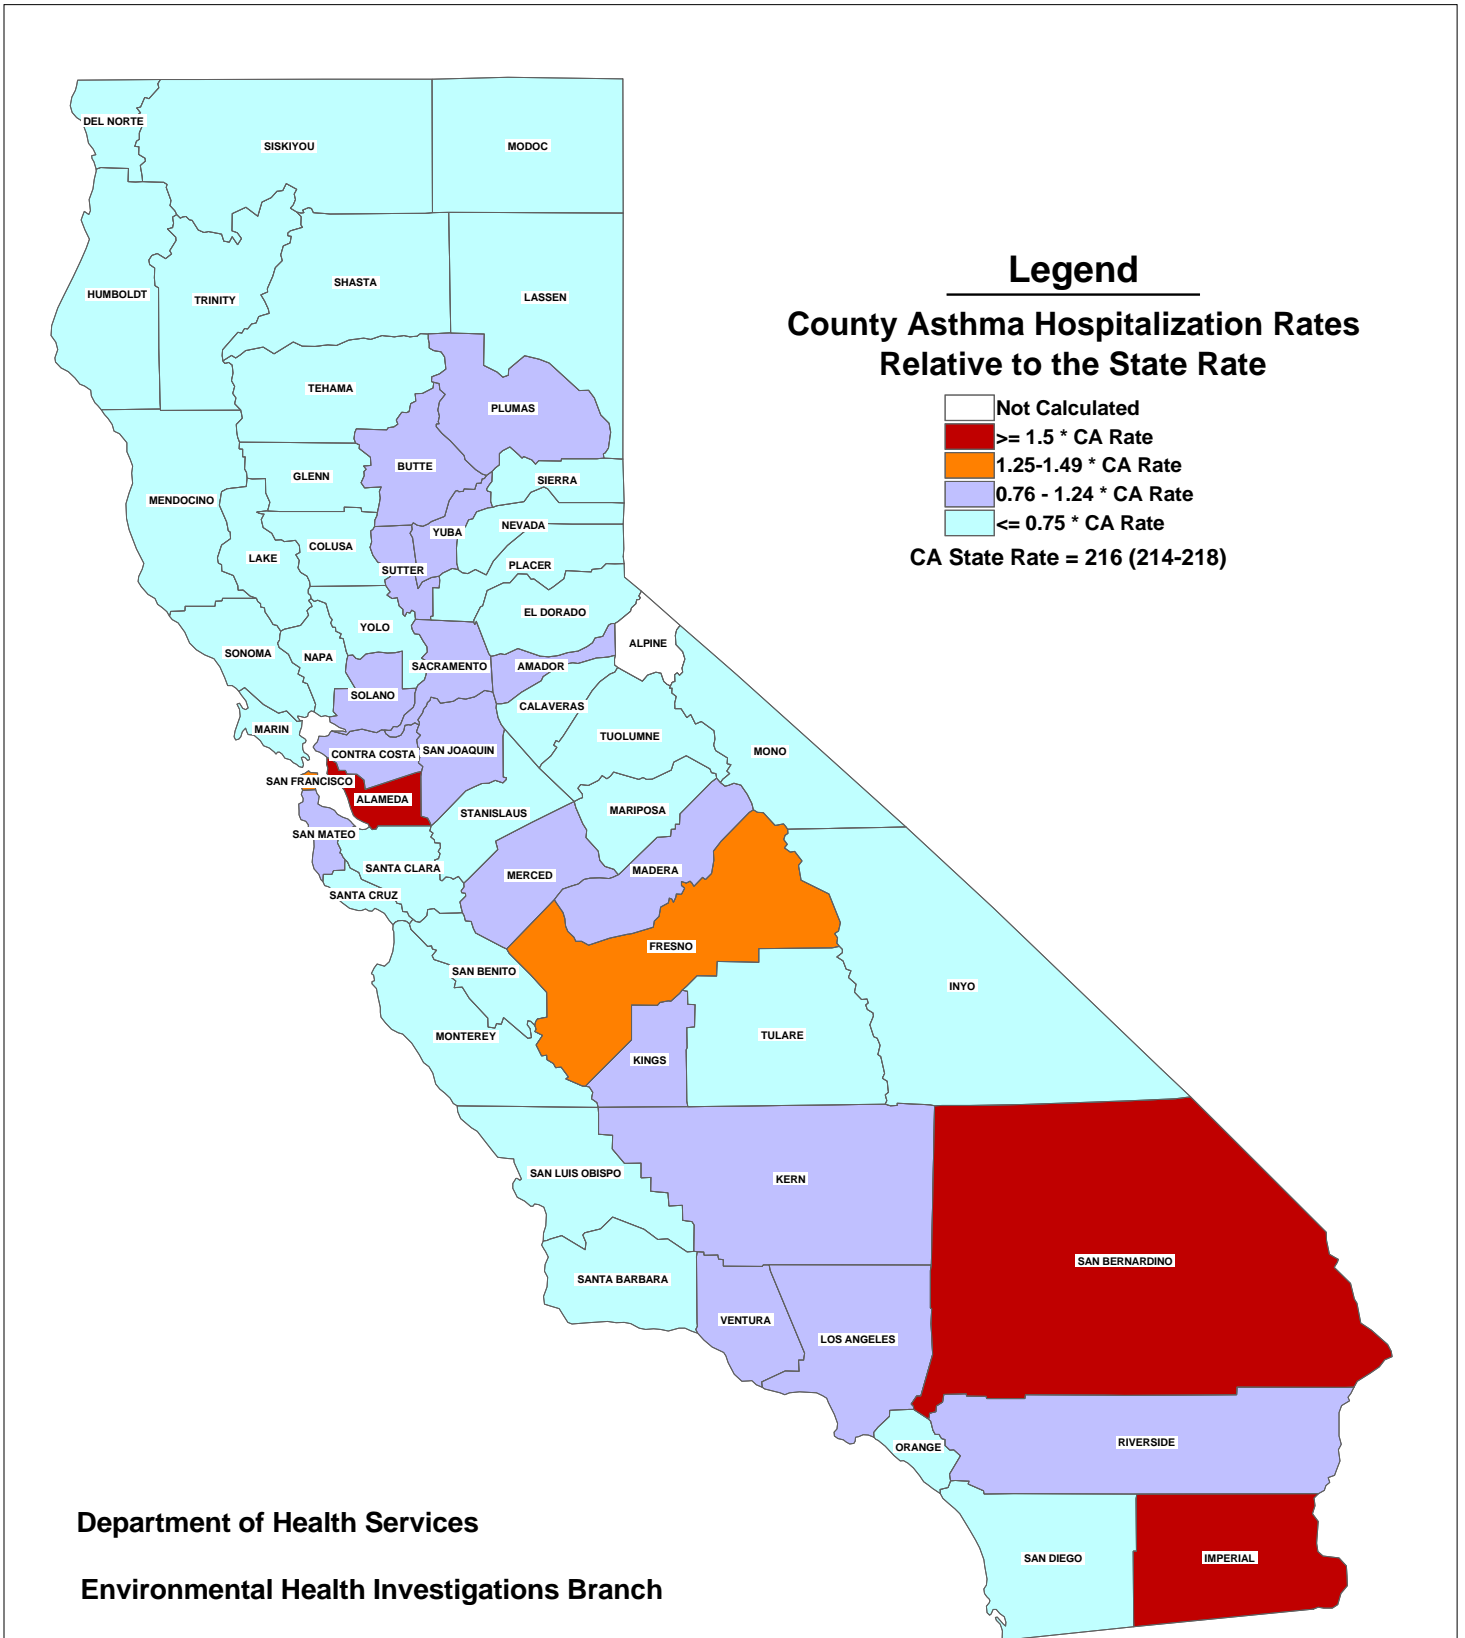 DEL NORTE
SISKIYOU
MODOC
HUMBOLDT
TRINITY
SHASTA
LASSEN
Legend
County Asthma Hospitalization Rates
Relative to the State Rate
Not Calculated
>= 1.5 * CA Rate
1.25-1.49 * CA Rate
0.76 - 1.24 * CA Rate
<= 0.75 * CA Rate
CA State Rate = 216 (214-218)
TEHAMA
PLUMAS
BUTTE
GLENN
SIERRA
MENDOCINO
NEVADA
YUBA
COLUSA
LAKE
PLACER
SUTTER
EL DORADO
YOLO
ALPINE
SONOMA
NAPA
SACRAMENTO
AMADOR
SOLANO
CALAVERAS
MARIN
TUOLUMNE
MONO
CONTRA COSTA
SAN JOAQUIN
SAN FRANCISCO
ALAMEDA
STANISLAUS
MARIPOSA
SAN MATEO
SANTA CLARA
MERCED
MADERA
SANTA CRUZ
FRESNO
SAN BENITO
INYO
MONTEREY
TULARE
KINGS
SAN LUIS OBISPO
KERN
SAN BERNARDINO
SANTA BARBARA
VENTURA
LOS ANGELES
ORANGE
RIVERSIDE
SAN DIEGO
IMPERIAL
Department of Health Services
Environmental Health Investigations Branch